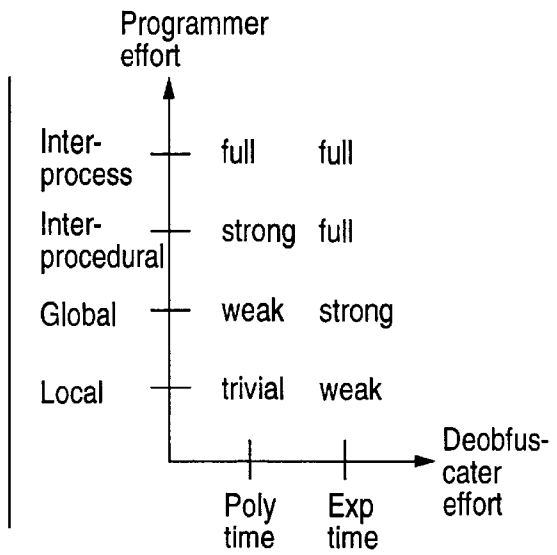 Programmer
effort
Inter-
process
full full
Inter-
procedural
strong full
Global weak strong
Local trivial weak
Deobfus-
cater
effort
Poly
time
Exp
time